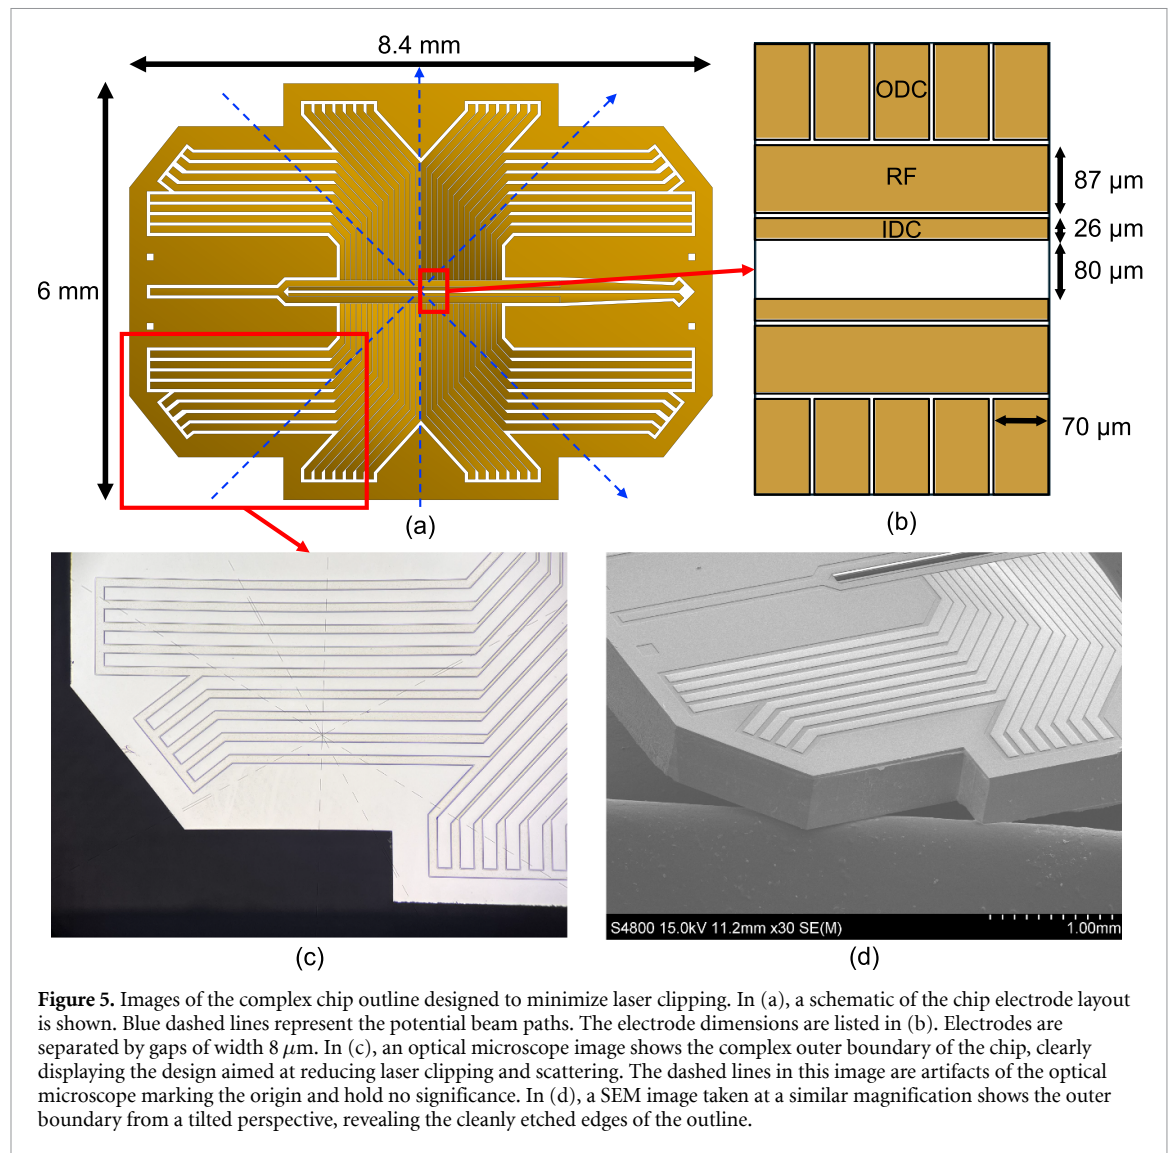 8.4 mm
6 mm
(a)
ODC
RF
IDC
87 μm
26 μm
80 μm
70 μm
(b)
(c)
S4800 15.0kV 11.2mm x30 SE(M)
1.00mm
(d)
Figure 5. Images of the complex chip outline designed to minimize laser clipping. In (a), a schematic of the chip electrode layout
is shown. Blue dashed lines represent the potential beam paths. The electrode dimensions are listed in (b). Electrodes are
separated by gaps of width 8 μm. In (c), an optical microscope image shows the complex outer boundary of the chip, clearly
displaying the design aimed at reducing laser clipping and scattering. The dashed lines in this image are artifacts of the optical
microscope marking the origin and hold no significance. In (d), a SEM image taken at a similar magnification shows the outer
boundary from a tilted perspective, revealing the cleanly etched edges of the outline.